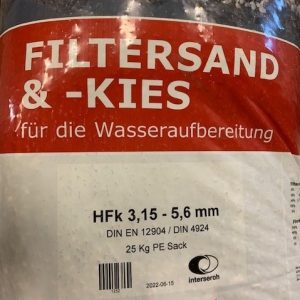 FILTERSAND
& -KIES
für die Wasseraufbereitung
HFk 3,15 - 5,6 mm
DIN EN 12904 / DIN 4924
25 Kg PE Sack
2022-06-15
interseroh